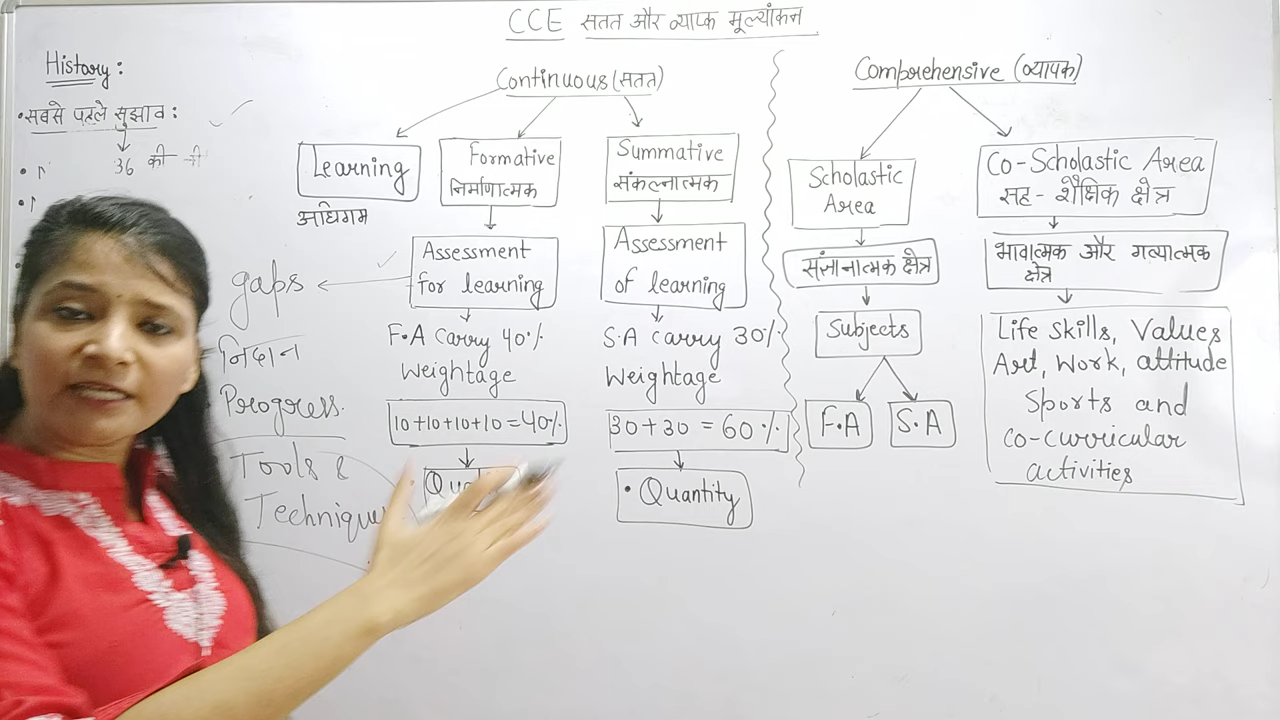 CCE सतत और व्यापक मूल्यांकन
History:
• सबसे पहले सुझाव:
36 की
Continuous (सतत)
Learning
अधिगम
Formative
निर्माणात्मक
Assessment
for learning
F.A carry 40%
Weightage
10+10+10+10=40%
Summative
संकल्नात्मक
Assessment
of learning
S.A carry 30%
Weightage
30+30 = 60%
• Quantity
gaps
निदान
Progress.
Tools &
Technique
Comprehensive (व्यापक)
Scholastic
Area
संज्ञानात्मक क्षेत्र
Subjects
F.A
S.A
Co-Scholastic Area
सह-शैक्षिक क्षेत्र
भावात्मक और गत्यात्मक
क्षेत्र
Life skills, Values
Art, Work, attitude
Sports and
co-curricular
activities